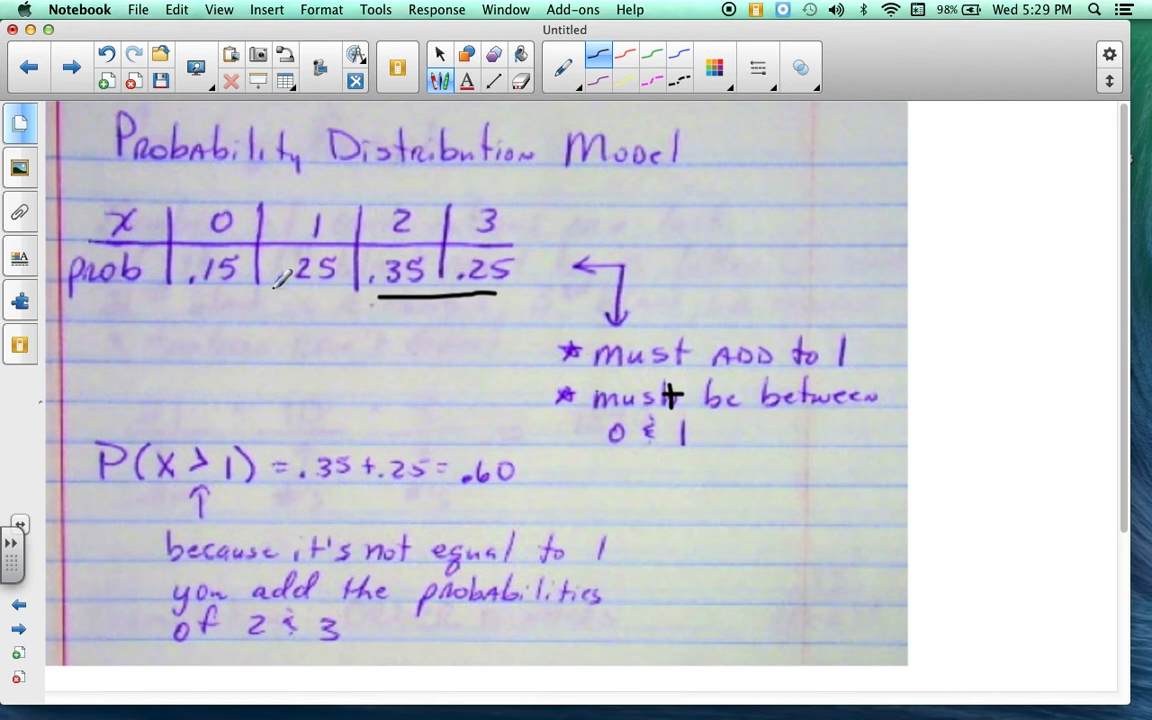 Notebook File Edit View Insert Format Tools Response Window Add-ons Help 98% Wed 5:29 PM
Untitled
Probability Distribution Model
x 0 1 2 3
prob .15 .25 .35 .25
* must ADD to 1
* must be between
0 & 1
P(x > 1) = .35 + .25 = .60
because it's not equal to 1
you add the probabilities
of 2 & 3